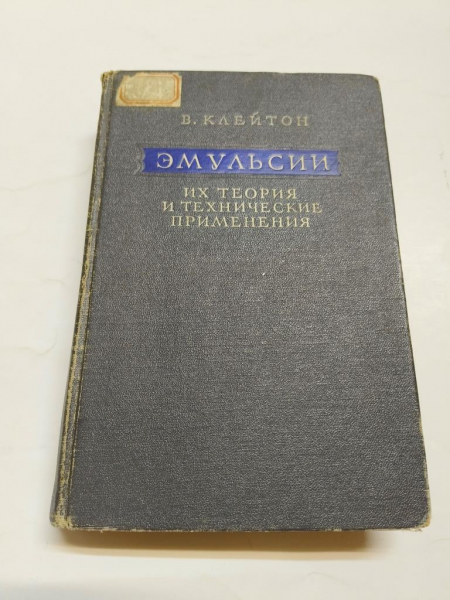 В. КЛЕЙТОН
ЭМУЛЬСИИ
ИХ ТЕОРИЯ
И ТЕХНИЧЕСКИЕ
ПРИМЕНЕНИЯ